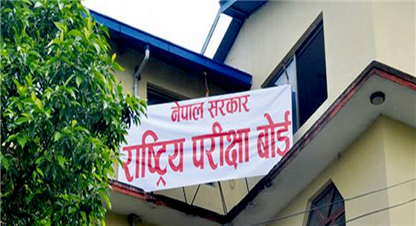 नेपाल सरकार
राष्ट्रिय परीक्षा बोर्ड